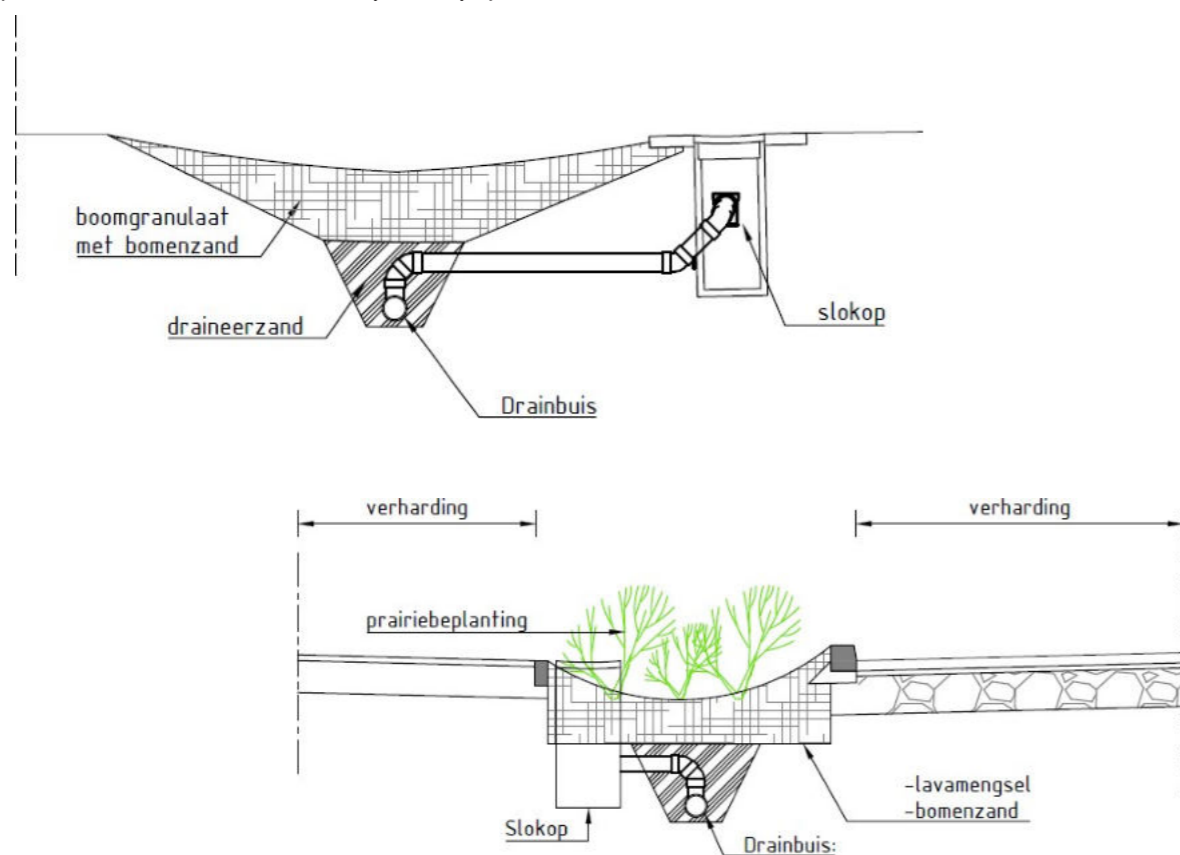 boomgranulaat
met bomenzand
draineerzand
slokop
Drainbuis
verharding
verharding
prairiebeplanting
-lavamengsel
-bomenzand
Slokop
Drainbuis: